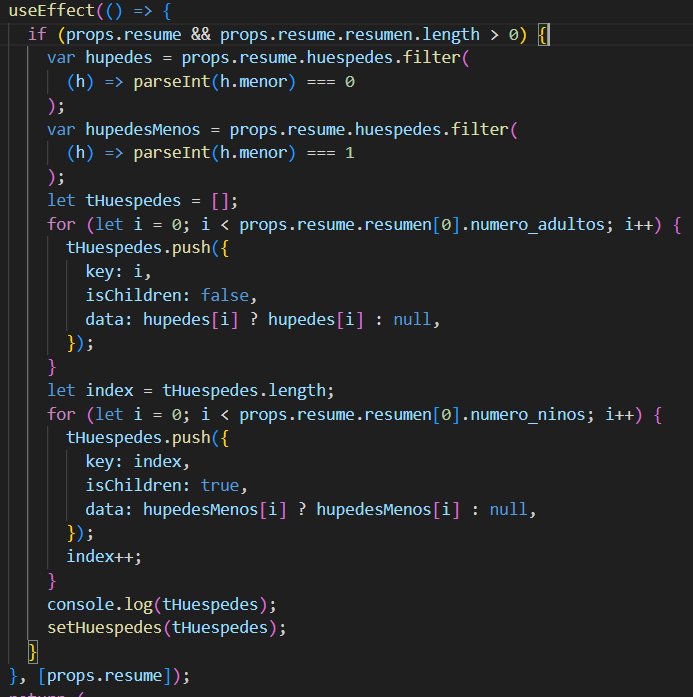 useEffect(() => {
  if (props.resume && props.resume.resumen.length > 0) {
    var hupedes = props.resume.huespedes.filter(
      (h) => parseInt(h.menor) === 0
    );
    var hupedesMenos = props.resume.huespedes.filter(
      (h) => parseInt(h.menor) === 1
    );
    let tHuespedes = [];
    for (let i = 0; i < props.resume.resumen[0].numero_adultos; i++) {
      tHuespedes.push({
        key: i,
        isChildren: false,
        data: hupedes[i] ? hupedes[i] : null,
      });
    }
    let index = tHuespedes.length;
    for (let i = 0; i < props.resume.resumen[0].numero_ninos; i++) {
      tHuespedes.push({
        key: index,
        isChildren: true,
        data: hupedesMenos[i] ? hupedesMenos[i] : null,
      });
      index++;
    }
    console.log(tHuespedes);
    setHuespedes(tHuespedes);
  }
}, [props.resume]);